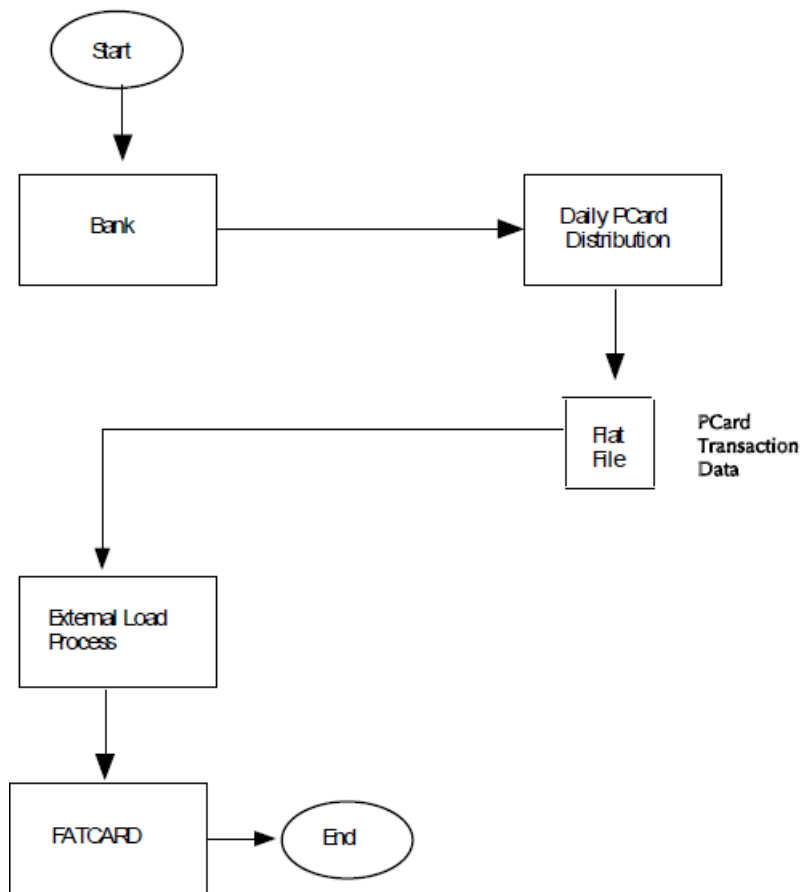 Start
Bank
Daily PCard
Distribution
Flat
File
PCard
Transaction
Data
External Load
Process
FATCARD
End